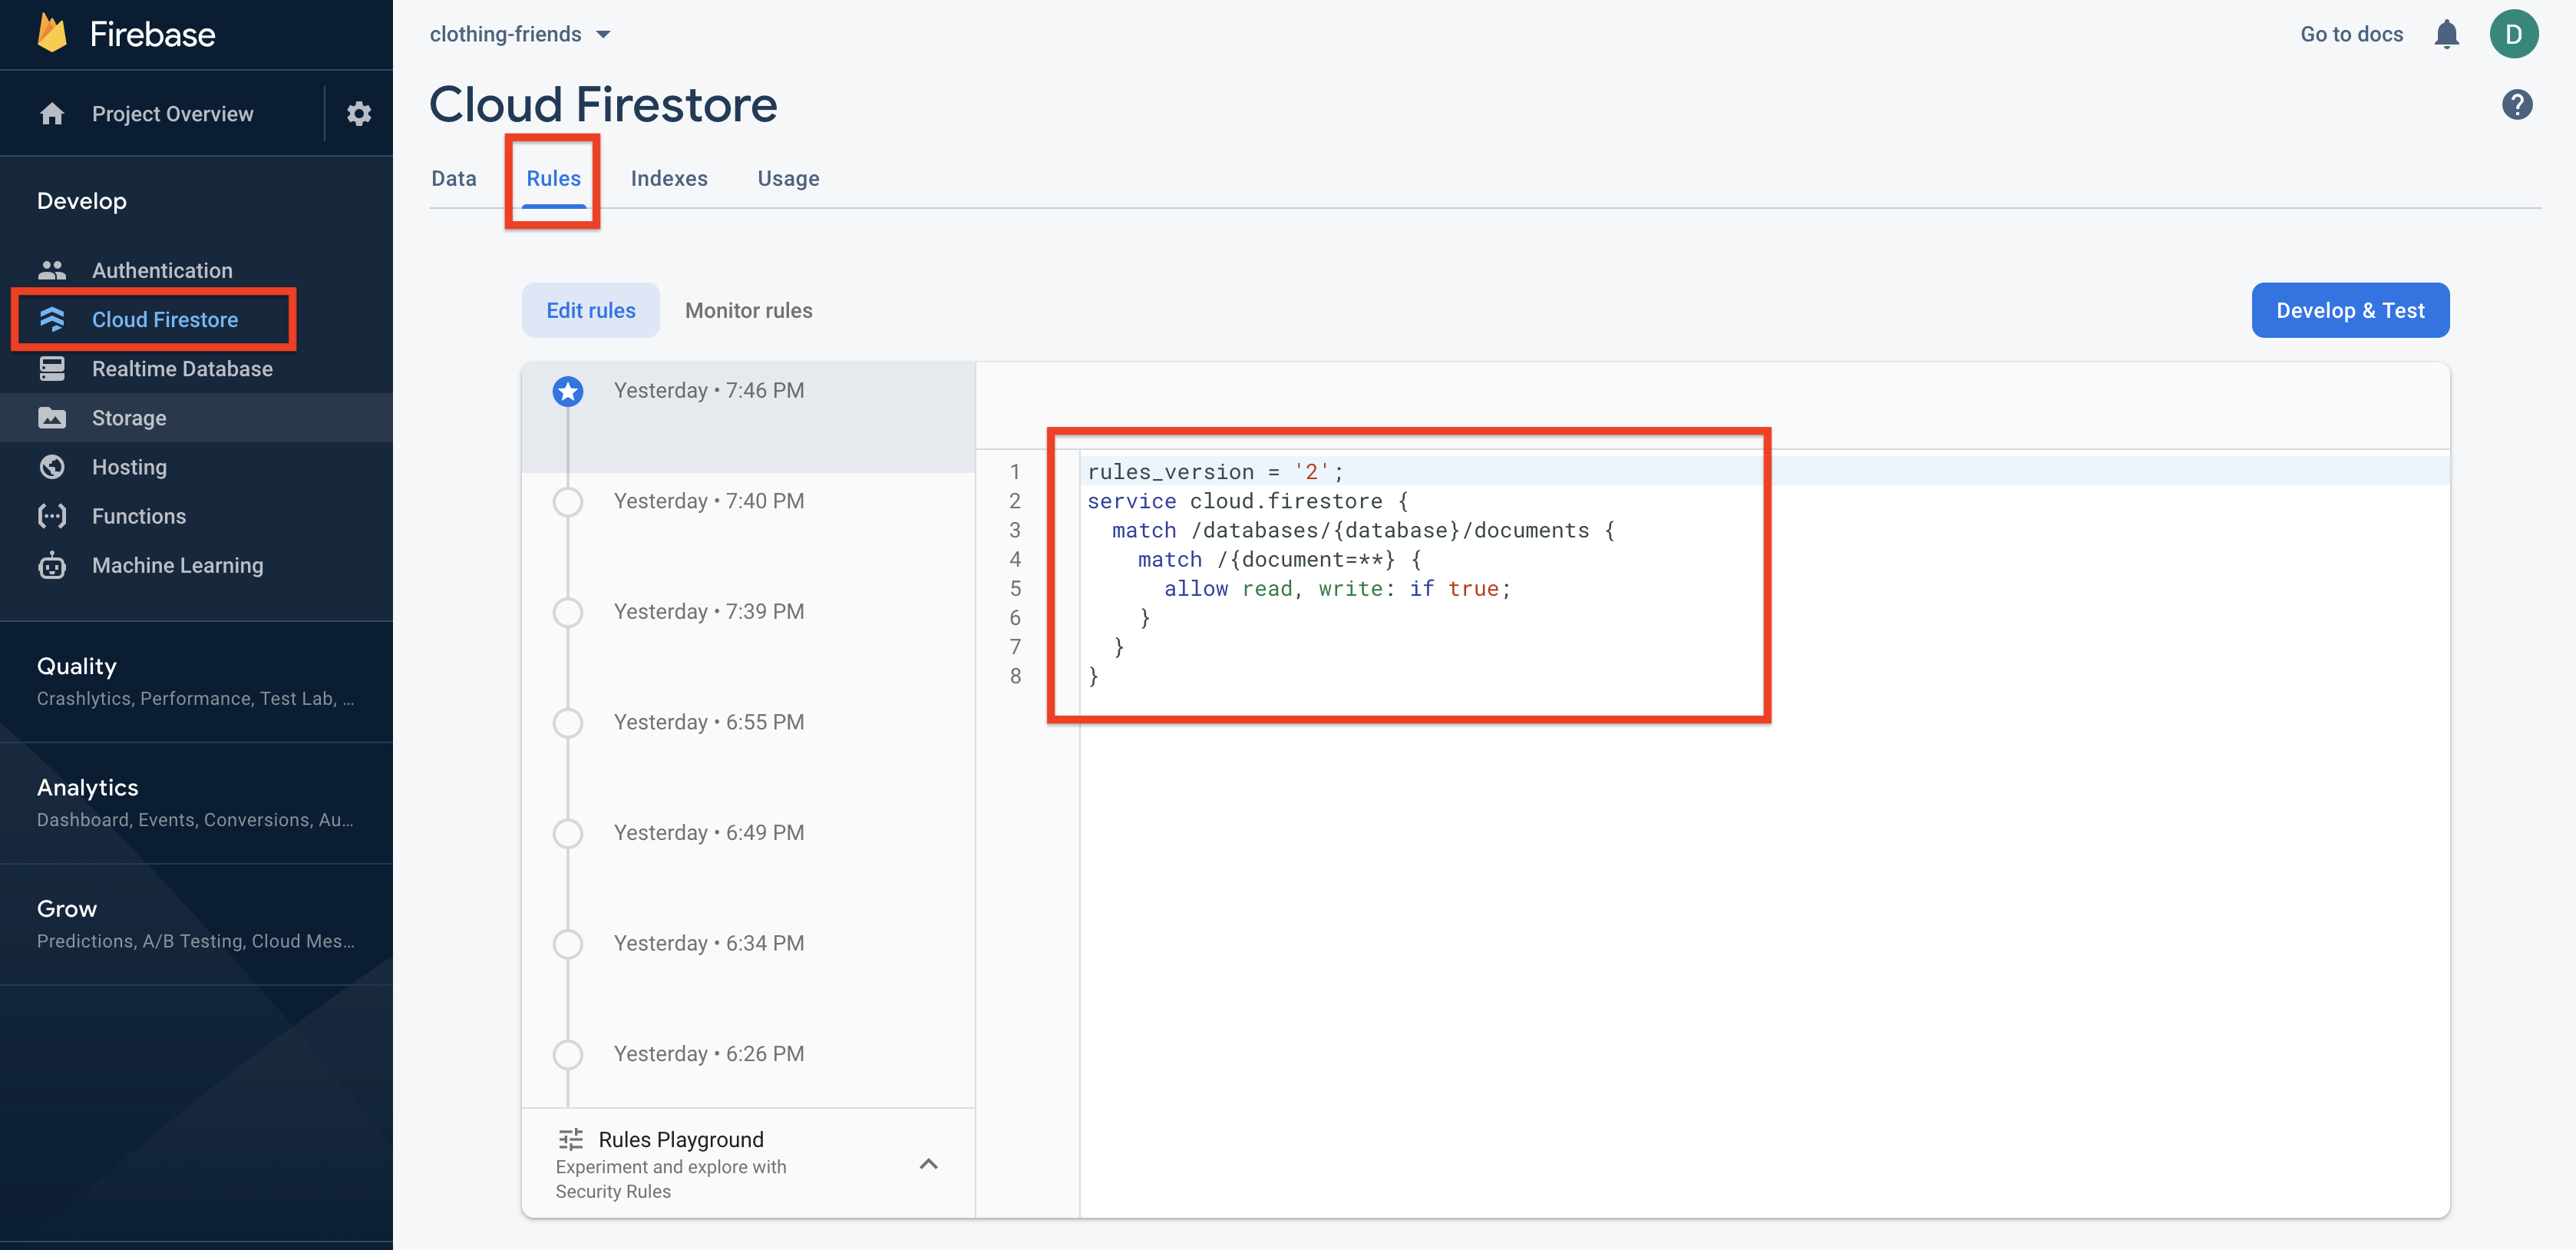 Firebase
Project Overview
Develop
Authentication
Cloud Firestore
Realtime Database
Storage
Hosting
Functions
Machine Learning
Quality
Crashlytics, Performance, Test Lab, ...
Analytics
Dashboard, Events, Conversions, Au...
Grow
Predictions, A/B Testing, Cloud Mes...
clothing-friends
Go to docs
D
Cloud Firestore
?
Data Rules Indexes Usage
Edit rules Monitor rules
Develop & Test
Yesterday • 7:46 PM
Yesterday • 7:40 PM
Yesterday • 7:39 PM
Yesterday • 6:55 PM
Yesterday • 6:49 PM
Yesterday • 6:34 PM
Yesterday • 6:26 PM
Rules Playground
Experiment and explore with
Security Rules
1 rules_version = '2';
2 service cloud.firestore {
3   match /databases/{database}/documents {
4     match /{document=**} {
5       allow read, write: if true;
6     }
7   }
8 }